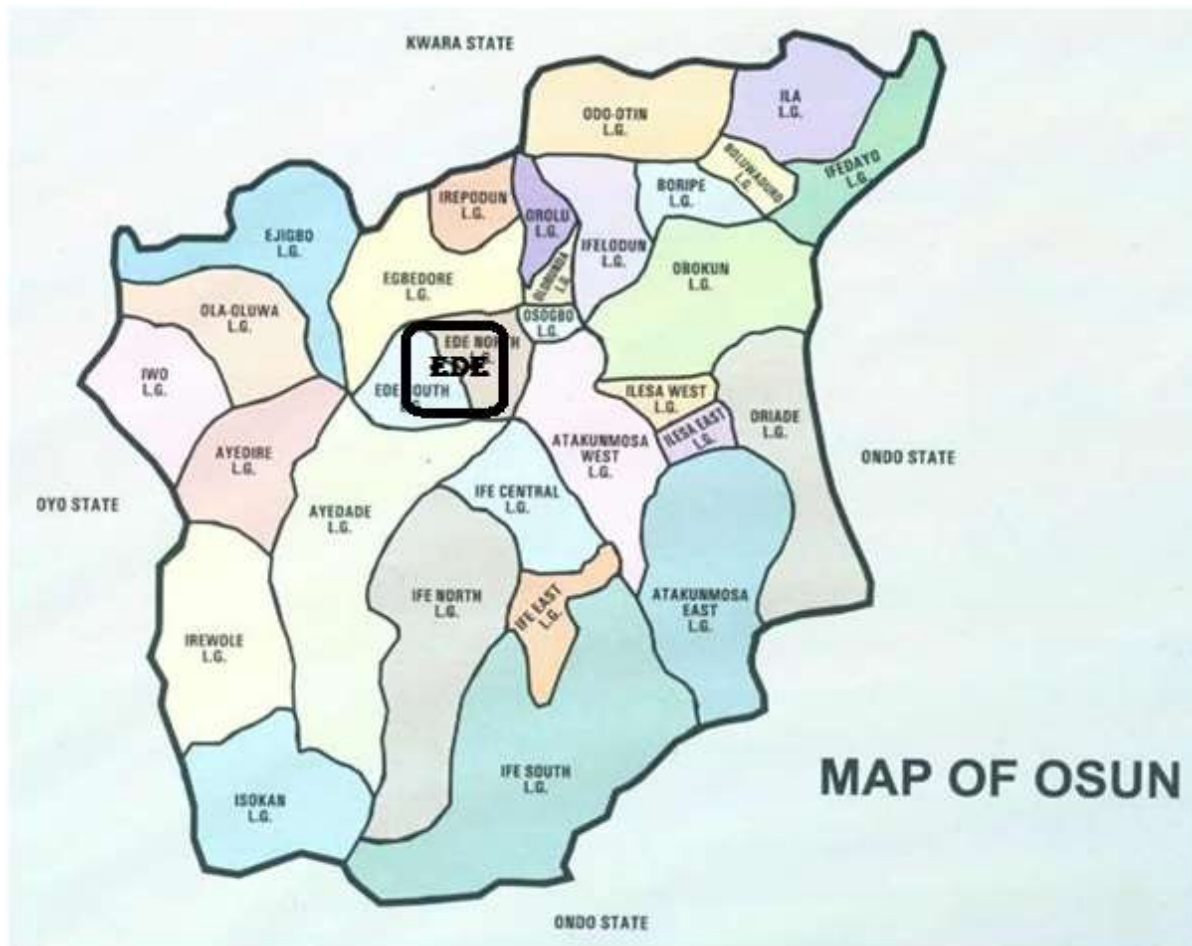 KWARA STATE
ODO-OTIN
L.G.
ILA
L.G.
BOLUWADURO
L.G.
IFEDAYO
L.G.
IREPODUN
L.G.
OROLU
L.G.
BORIPE
L.G.
EJIGBO
L.G.
IFELODUN
L.G.
EGBEDORE
L.G.
OLORUNDA
L.G.
OBOKUN
L.G.
OLA-OLUWA
L.G.
OSOGBO
L.G.
EDE NORTH
L.G.
EDE
IWO
L.G.
EDE SOUTH
L.G.
ILESA WEST
L.G.
ORIADE
L.G.
ILESA EAST
L.G.
AYEDIRE
L.G.
ATAKUNMOSA
WEST
L.G.
ONDO STATE
OYO STATE
AYEDADE
L.G.
IFE CENTRAL
L.G.
IFE NORTH
L.G.
IFE EAST
L.G.
ATAKUNMOSA
EAST
L.G.
IREWOLE
L.G.
IFE SOUTH
L.G.
MAP OF OSUN
ISOKAN
L.G.
ONDO STATE